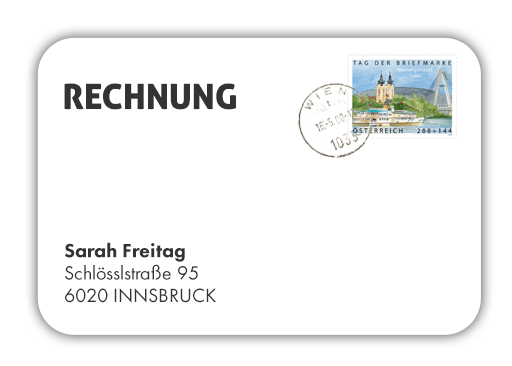 RECHNUNG
TAG DER BRIEFMARKE
WIEN
ÖSTERREICH 288+144
Sarah Freitag
Schlösslstraße 95
6020 INNSBRUCK